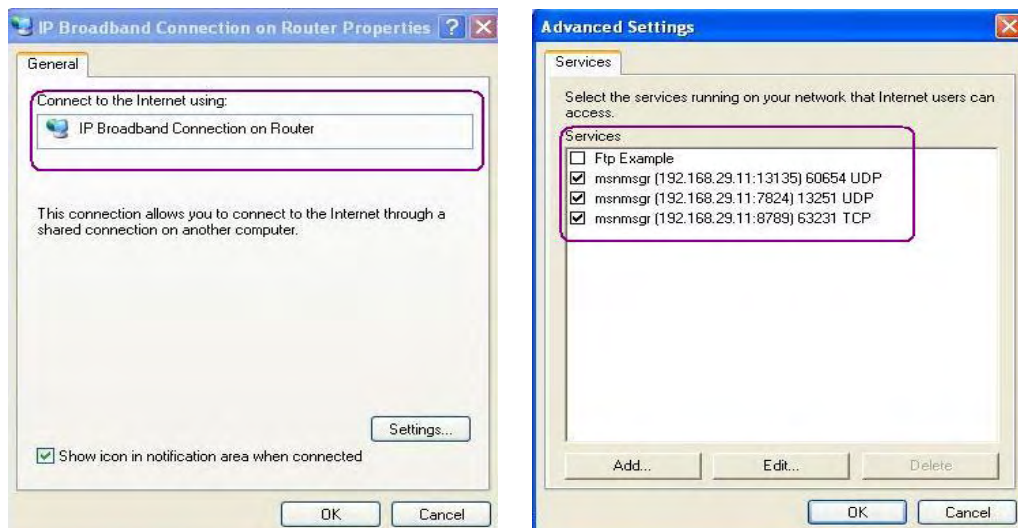 IP Broadband Connection on Router Properties
General
Connect to the Internet using:
IP Broadband Connection on Router
This connection allows you to connect to the Internet through a
shared connection on another computer.
Settings...
Show icon in notification area when connected
OK Cancel
Advanced Settings
Services
Select the services running on your network that Internet users can
access.
Services
Ftp Example
msnmsgr (192.168.29.11:13135) 60654 UDP
msnmsgr (192.168.29.11:7824) 13251 UDP
msnmsgr (192.168.29.11:8789) 63231 TCP
Add... Edit... Delete
OK Cancel